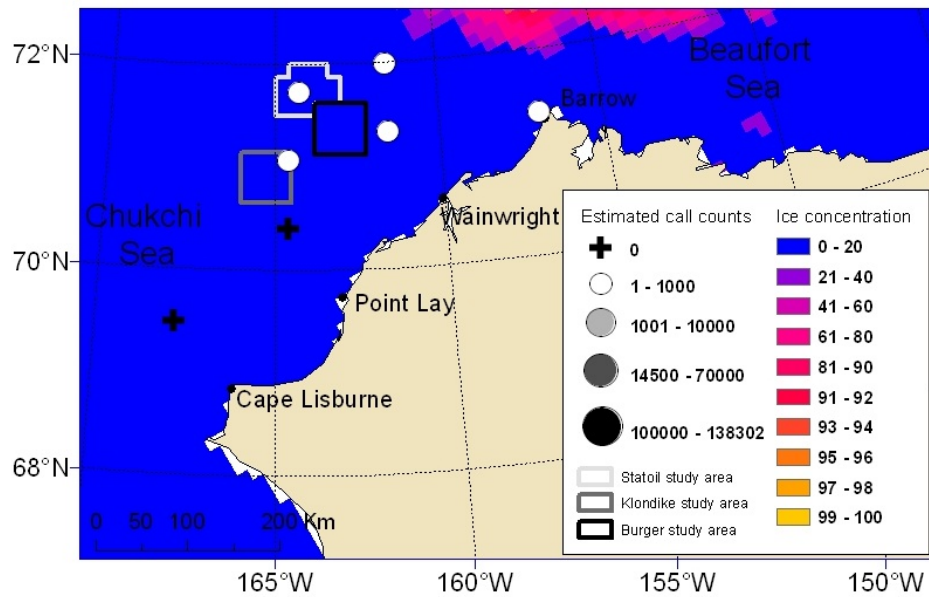 72°N
70°N
68°N
Beaufort
Sea
Barrow
Wainwright
Chukchi
Sea
Point Lay
Cape Lisburne
0 50 100 200 Km
165°W
160°W
155°W
150°W
Estimated call counts
0
1 - 1000
1001 - 10000
14500 - 70000
100000 - 138302
Statoil study area
Klondike study area
Burger study area
Ice concentration
0 - 20
21 - 40
41 - 60
61 - 80
81 - 90
91 - 92
93 - 94
95 - 96
97 - 98
99 - 100